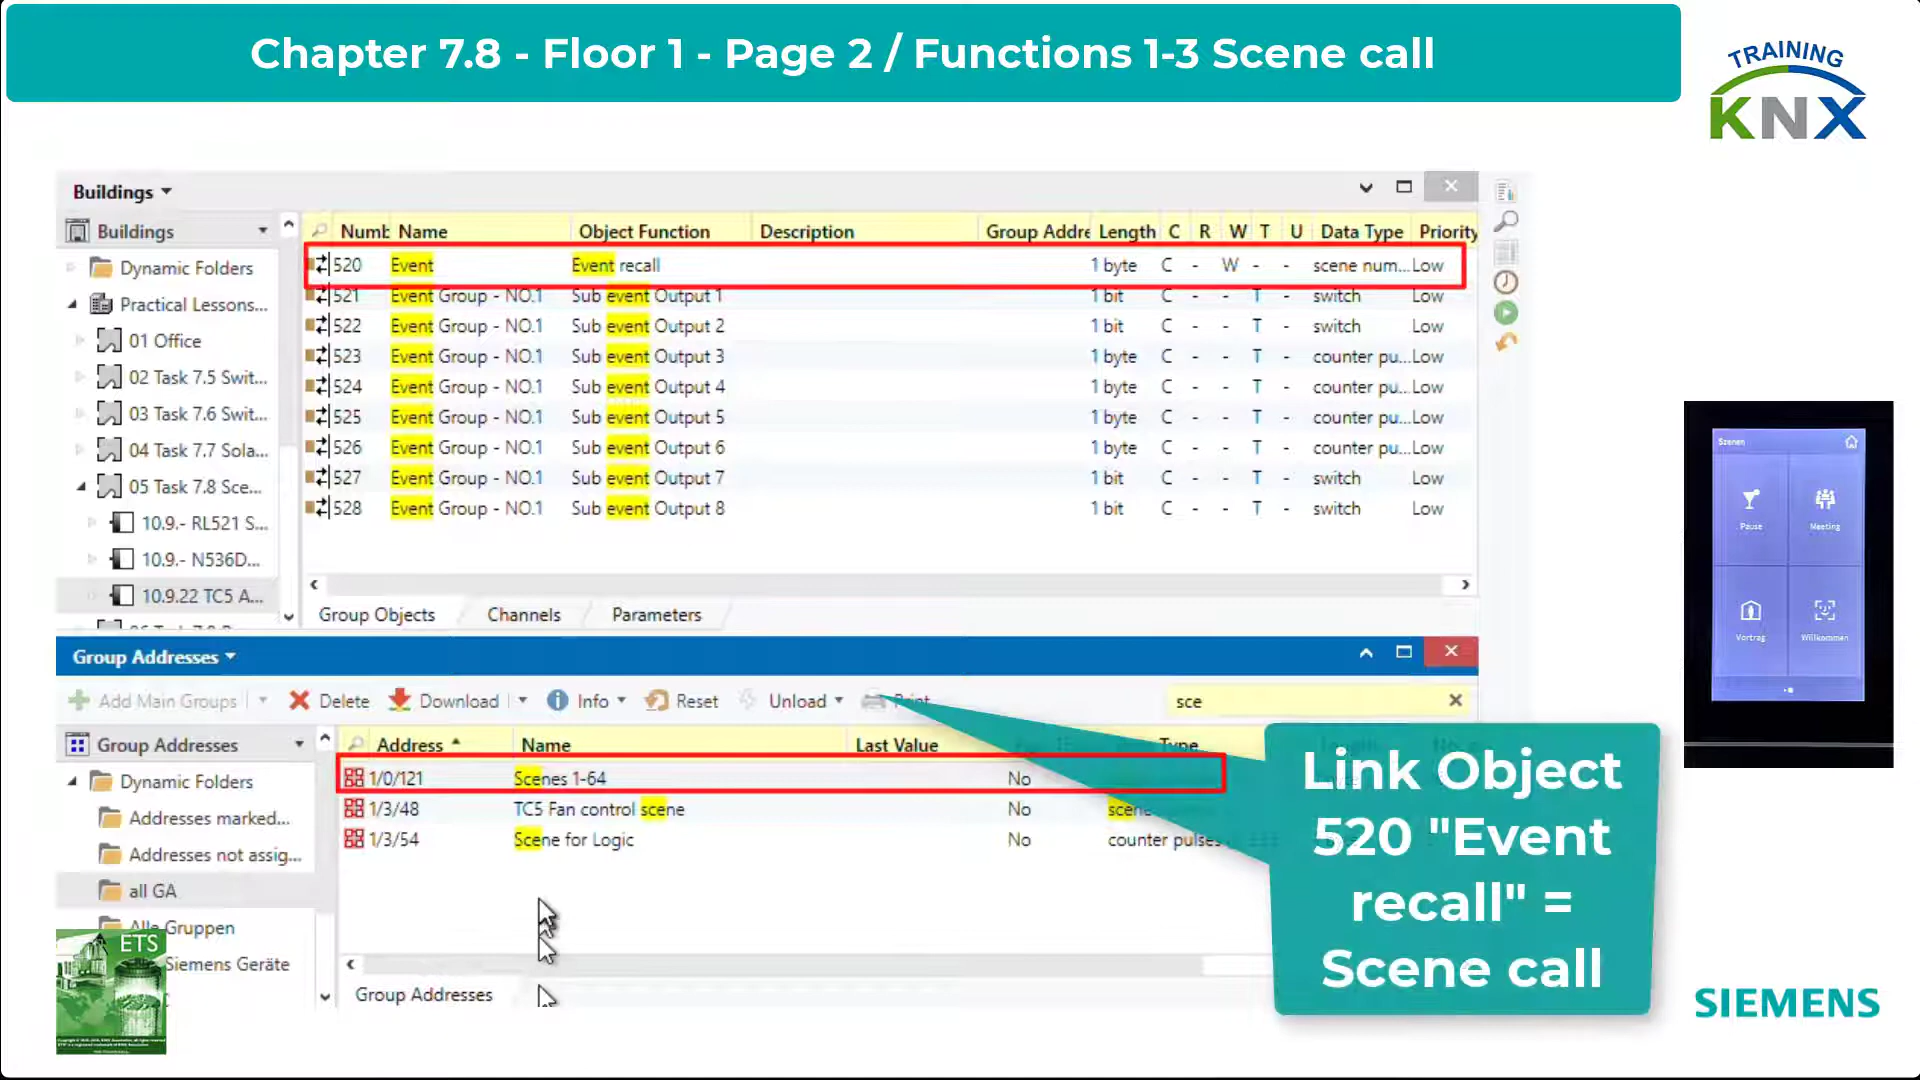 Chapter 7.8 - Floor 1 - Page 2 / Functions 1-3 Scene call
TRAINING
KNX
Buildings
Buildings
Numb Name Object Function Description Group Addre Length C R W T U Data Type Priority
520 Event Event recall 1 byte C - W - - scene num... Low
521 Event Group - NO.1 Sub event Output 1 1 bit C - - T - switch Low
522 Event Group - NO.1 Sub event Output 2 1 bit C - - T - switch Low
523 Event Group - NO.1 Sub event Output 3 1 byte C - - T - counter pu... Low
524 Event Group - NO.1 Sub event Output 4 1 byte C - - T - counter pu... Low
525 Event Group - NO.1 Sub event Output 5 1 byte C - - T - counter pu... Low
526 Event Group - NO.1 Sub event Output 6 1 byte C - - T - counter pu... Low
527 Event Group - NO.1 Sub event Output 7 1 bit C - - T - switch Low
528 Event Group - NO.1 Sub event Output 8 1 bit C - - T - switch Low
Dynamic Folders
Practical Lessons...
01 Office
02 Task 7.5 Swit...
03 Task 7.6 Swit...
04 Task 7.7 Sola...
05 Task 7.8 Sce...
10.9.- RL521 S...
10.9.- N536D...
10.9.22 TC5 A...
Group Objects Channels Parameters
Group Addresses
Add Main Groups Delete Download Info Reset Unload Print sce
Group Addresses
Address Name Last Value Type
1/0/121 Scenes 1-64 No
1/3/48 TC5 Fan control scene No scene
1/3/54 Scene for Logic No counter pulses
Dynamic Folders
Addresses marked...
Addresses not assig...
all GA
Alle Gruppen
Siemens Geräte
Group Addresses
ETS
Link Object
520 "Event
recall" =
Scene call
Szenen
Pause Meeting
Vortrag Willkommen
SIEMENS